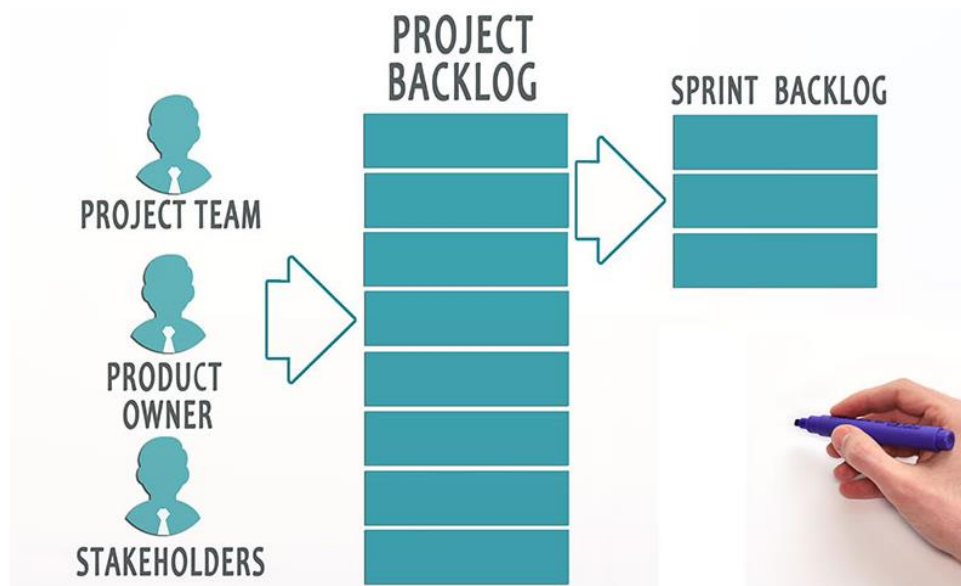 PROJECT
BACKLOG
SPRINT BACKLOG
PROJECT TEAM
PRODUCT
OWNER
STAKEHOLDERS